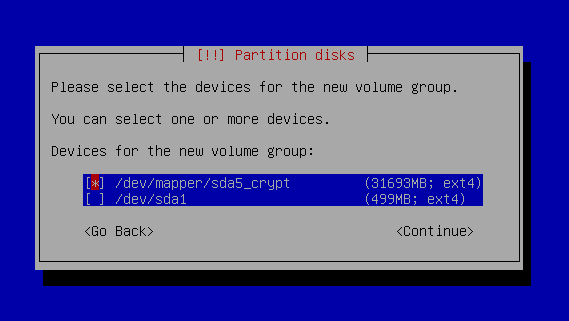 [!!] Partition disks
Please select the devices for the new volume group.
You can select one or more devices.
Devices for the new volume group:
[*] /dev/mapper/sda5_crypt (31693MB; ext4)
[ ] /dev/sda1 (499MB; ext4)
<Go Back> <Continue>